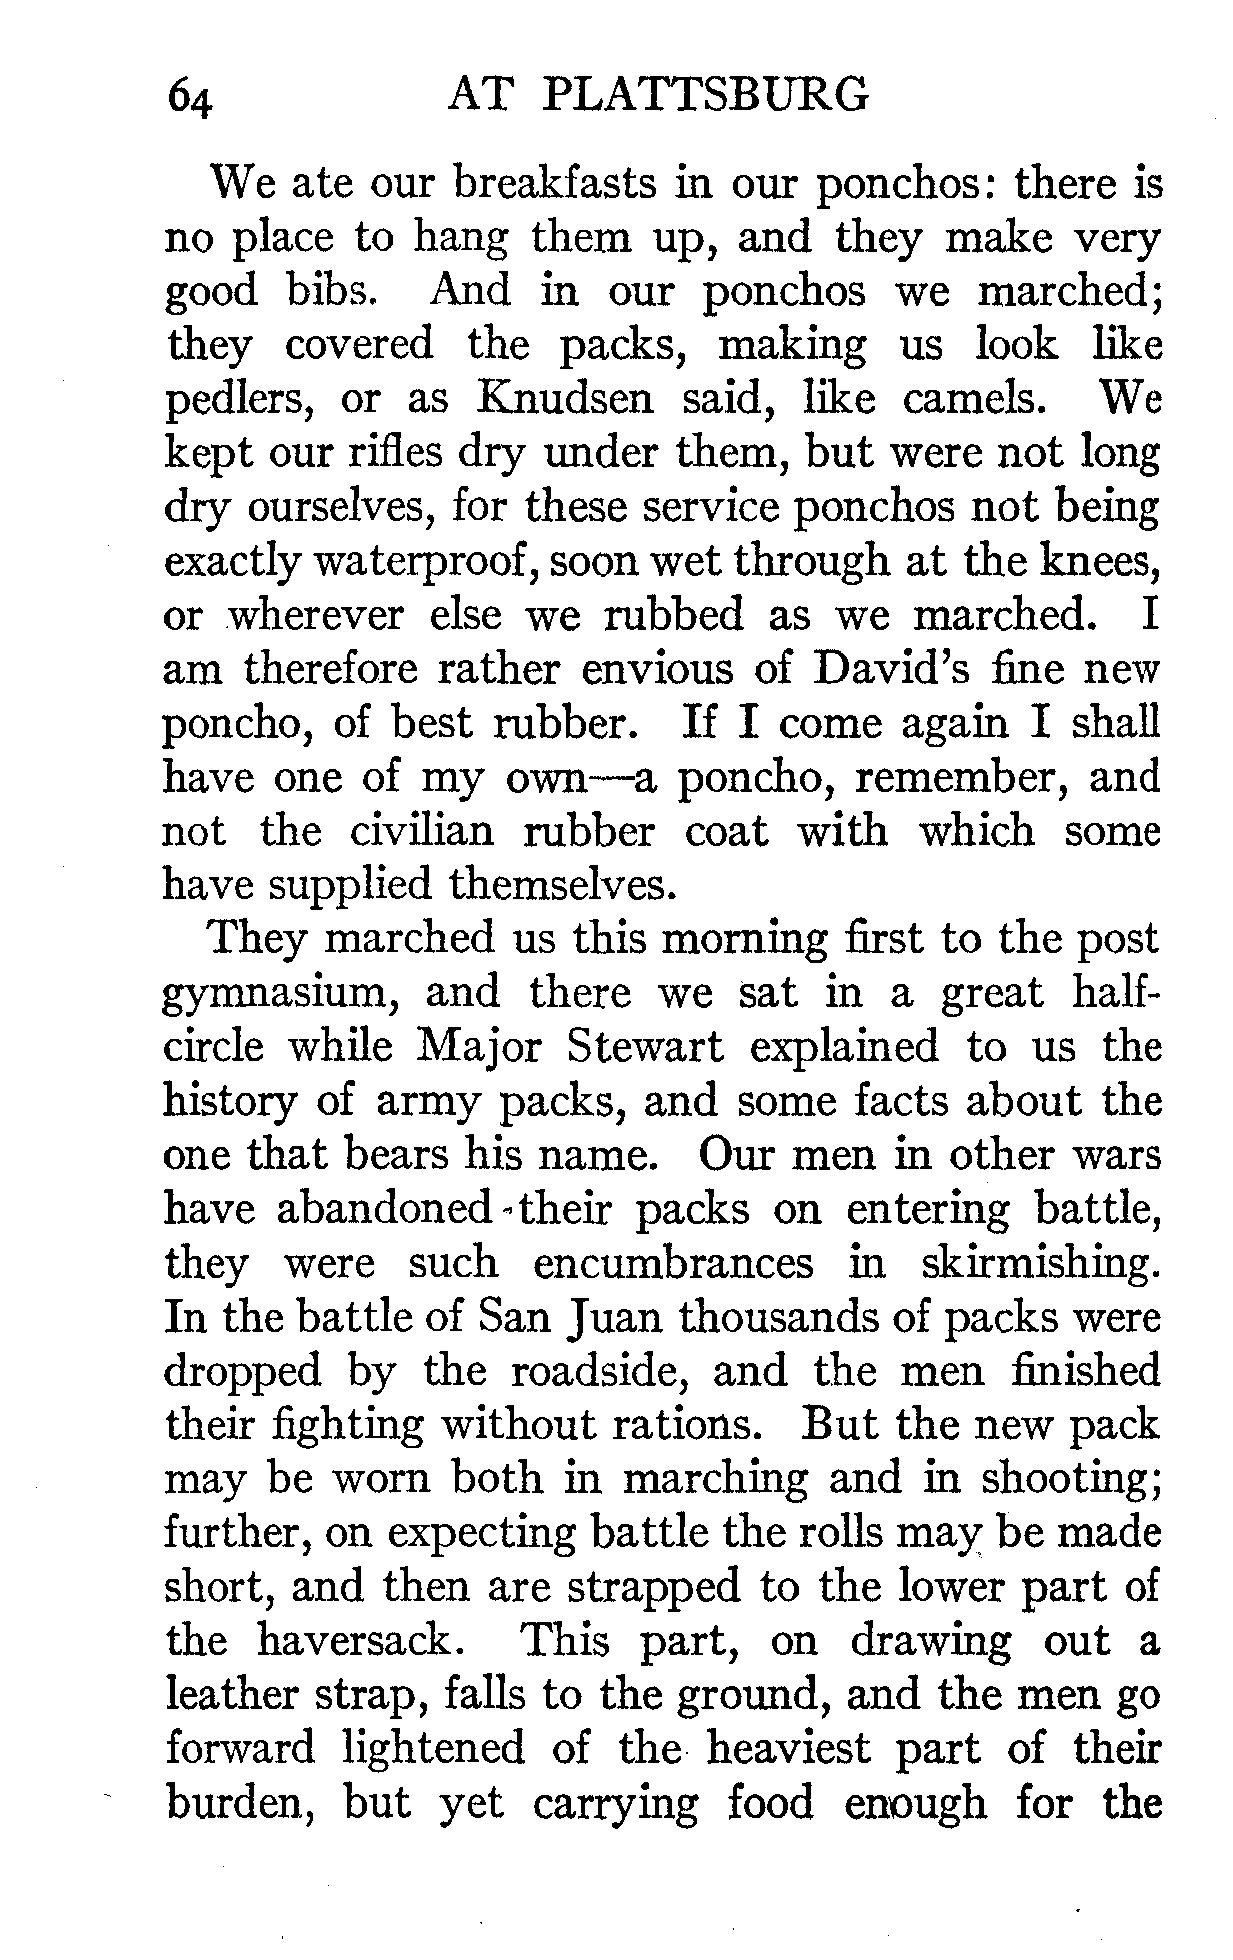 64 AT PLATTSBURG
We ate our breakfasts in our ponchos: there is
no place to hang them up, and they make very
good bibs. And in our ponchos we marched;
they covered the packs, making us look like
pedlers, or as Knudsen said, like camels. We
kept our rifles dry under them, but were not long
dry ourselves, for these service ponchos not being
exactly waterproof, soon wet through at the knees,
or wherever else we rubbed as we marched. I
am therefore rather envious of David's fine new
poncho, of best rubber. If I come again I shall
have one of my own—a poncho, remember, and
not the civilian rubber coat with which some
have supplied themselves.
They marched us this morning first to the post
gymnasium, and there we sat in a great half-
circle while Major Stewart explained to us the
history of army packs, and some facts about the
one that bears his name. Our men in other wars
have abandoned their packs on entering battle,
they were such encumbrances in skirmishing.
In the battle of San Juan thousands of packs were
dropped by the roadside, and the men finished
their fighting without rations. But the new pack
may be worn both in marching and in shooting;
further, on expecting battle the rolls may be made
short, and then are strapped to the lower part of
the haversack. This part, on drawing out a
leather strap, falls to the ground, and the men go
forward lightened of the heaviest part of their
burden, but yet carrying food enough for the